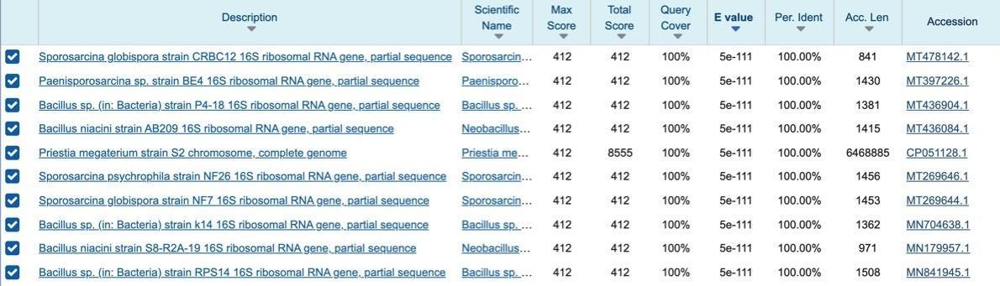 Description Scientific Name Max Score Total Score Query Cover E value Per. Ident Acc. Len Accession
Sporosarcina globispora strain CRBC12 16S ribosomal RNA gene, partial sequence Sporosarcin... 412 412 100% 5e-111 100.00% 841 MT478142.1
Paenisporosarcina sp. strain BE4 16S ribosomal RNA gene, partial sequence Paenisporo... 412 412 100% 5e-111 100.00% 1430 MT397226.1
Bacillus sp. (in: Bacteria) strain P4-18 16S ribosomal RNA gene, partial sequence Bacillus sp. ... 412 412 100% 5e-111 100.00% 1381 MT436904.1
Bacillus niacini strain AB209 16S ribosomal RNA gene, partial sequence Neobacillus... 412 412 100% 5e-111 100.00% 1415 MT436084.1
Priestia megaterium strain S2 chromosome, complete genome Priestia me... 412 8555 100% 5e-111 100.00% 6468885 CP051128.1
Sporosarcina psychrophila strain NF26 16S ribosomal RNA gene, partial sequence Sporosarcin... 412 412 100% 5e-111 100.00% 1456 MT269646.1
Sporosarcina globispora strain NF7 16S ribosomal RNA gene, partial sequence Sporosarcin... 412 412 100% 5e-111 100.00% 1453 MT269644.1
Bacillus sp. (in: Bacteria) strain k14 16S ribosomal RNA gene, partial sequence Bacillus sp. ... 412 412 100% 5e-111 100.00% 1362 MN704638.1
Bacillus niacini strain S8-R2A-19 16S ribosomal RNA gene, partial sequence Neobacillus... 412 412 100% 5e-111 100.00% 971 MN179957.1
Bacillus sp. (in: Bacteria) strain RPS14 16S ribosomal RNA gene, partial sequence Bacillus sp. ... 412 412 100% 5e-111 100.00% 1508 MN841945.1